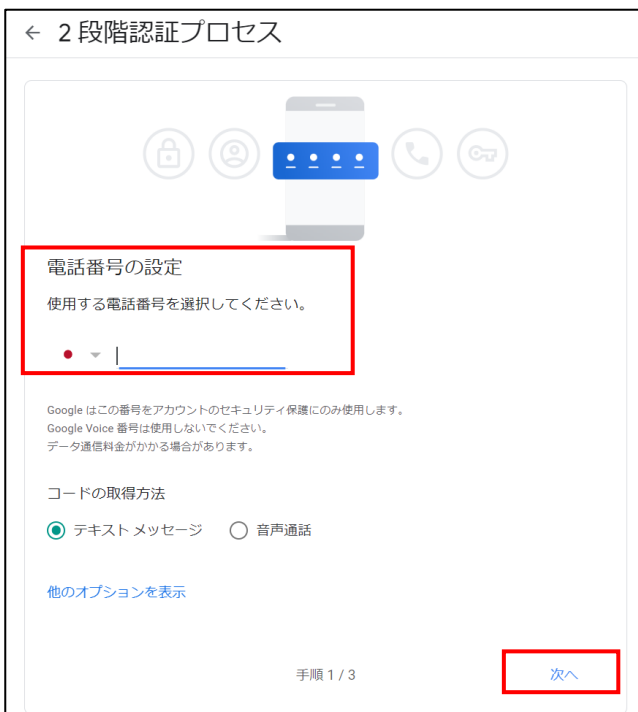 ← 2 段階認証プロセス
電話番号の設定
使用する電話番号を選択してください。
Google はこの番号をアカウントのセキュリティ保護にのみ使用します。
Google Voice 番号は使用しないでください。
データ通信料金がかかる場合があります。
コードの取得方法
テキスト メッセージ 音声通話
他のオプションを表示
手順 1 / 3 次へ